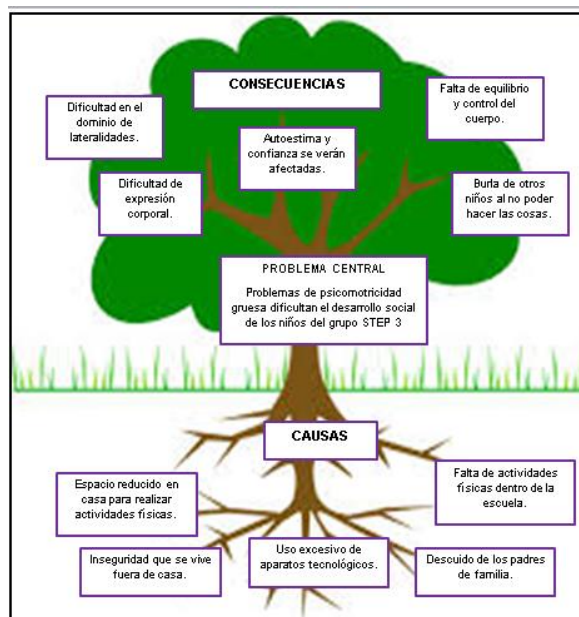 CONSECUENCIAS
Dificultad en el
dominio de
lateralidades.
Falta de equilibrio
y control del
cuerpo.
Autoestima y
confianza se verán
afectadas.
Dificultad de
expresión
corporal.
Burla de otros
niños al no poder
hacer las cosas.
PROBLEMA CENTRAL
Problemas de psicomotricidad
gruesa dificultan el desarrollo social
de los niños del grupo STEP 3
CAUSAS
Espacio reducido en
casa para realizar
actividades físicas.
Falta de actividades
físicas dentro de la
escuela.
Inseguridad que se vive
fuera de casa.
Uso excesivo de
aparatos tecnológicos.
Descuido de los padres
de familia.